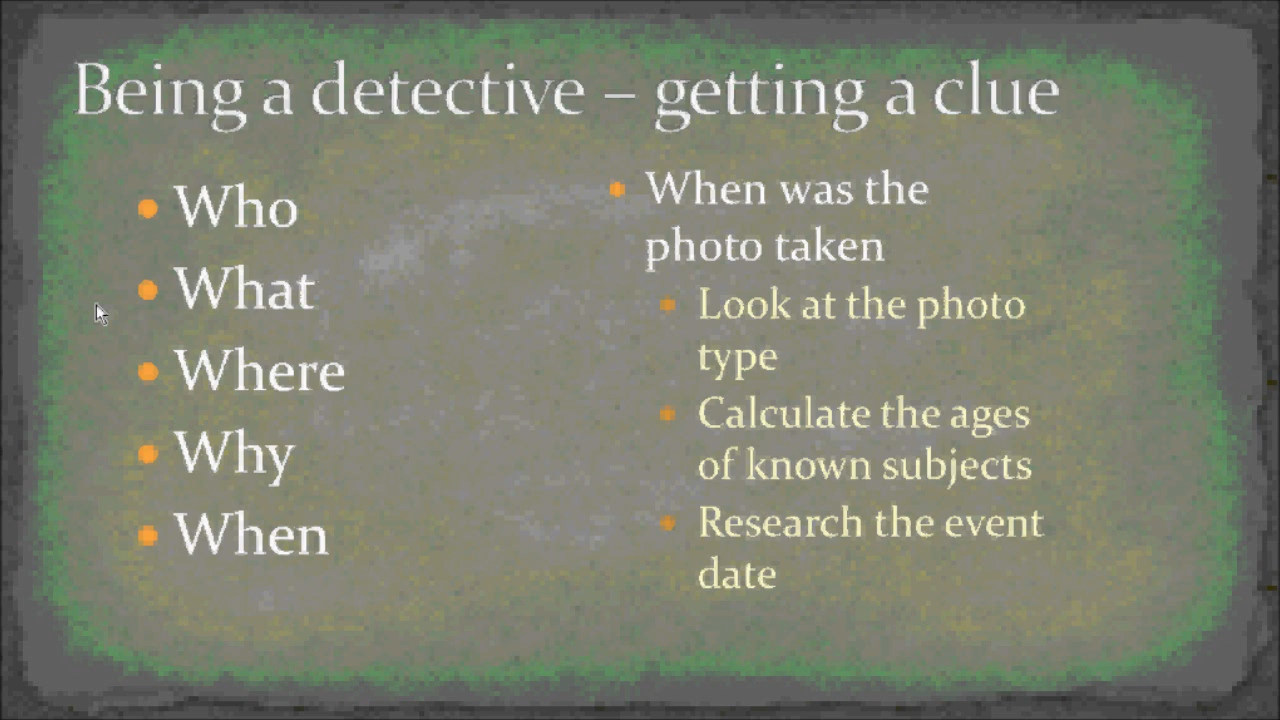 Being a detective – getting a clue
Who
What
Where
Why
When
When was the
photo taken
Look at the photo
type
Calculate the ages
of known subjects
Research the event
date